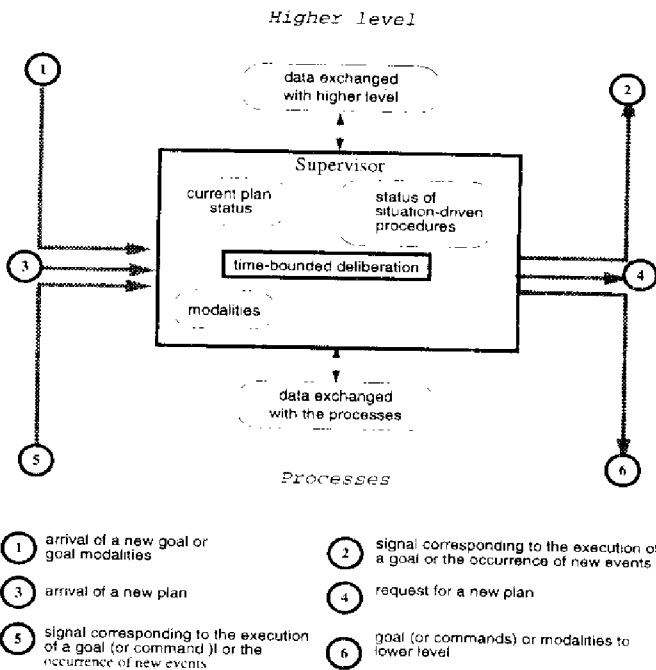 Higher level
1
data exchanged
with higher level
2
Supervisor
current plan
status
status of
situation-driven
procedures
3
time-bounded deliberation
4
modalities
data exchanged
with the processes
5
6
Processes
1
arrival of a new goal or
goal modalities
2
signal corresponding to the execution of
a goal or the occurrence of new events
3
arrival of a new plan
4
request for a new plan
5
signal corresponding to the execution
of a goal (or command )l or the
occurrence of new events
6
goal (or commands) or modalities to
lower level